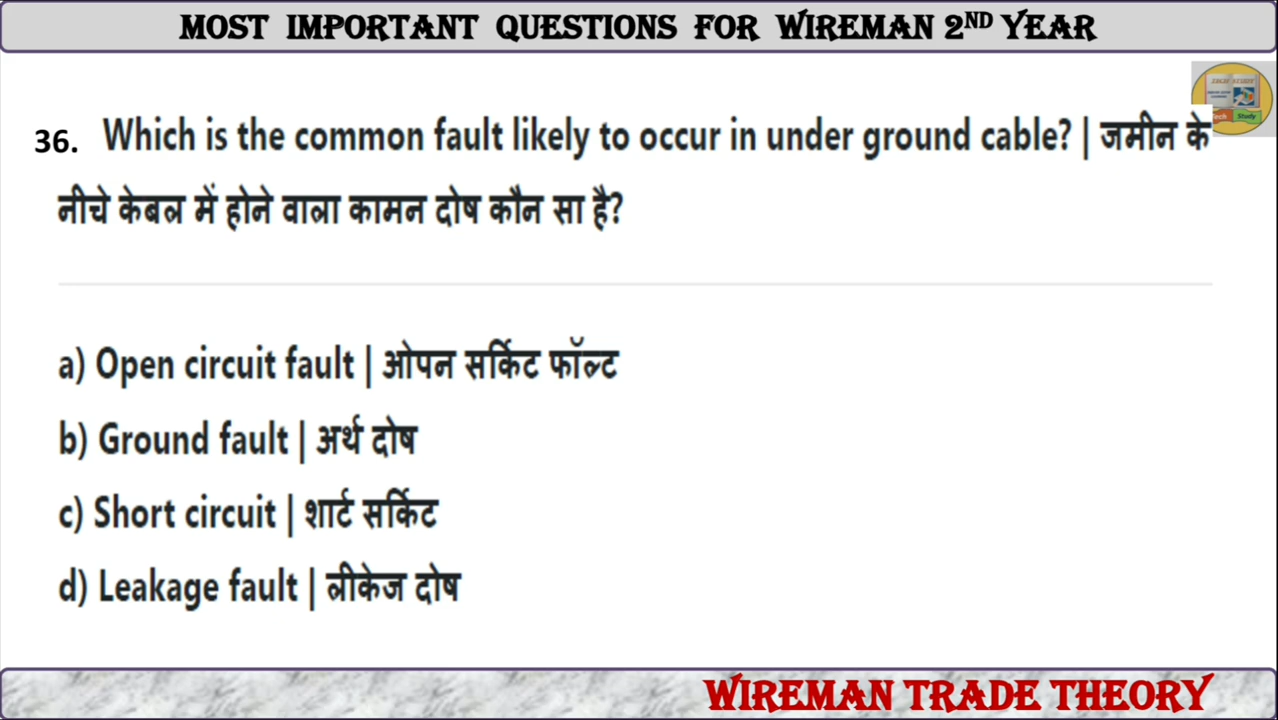 MOST IMPORTANT QUESTIONS FOR WIREMAN 2ND YEAR
36. Which is the common fault likely to occur in under ground cable? | जमीन के
नीचे केबल में होने वाला कामन दोष कौन सा है?
a) Open circuit fault | ओपन सर्किट फॉल्ट
b) Ground fault | अर्थ दोष
c) Short circuit | शार्ट सर्किट
d) Leakage fault | लीकेज दोष
WIREMAN TRADE THEORY